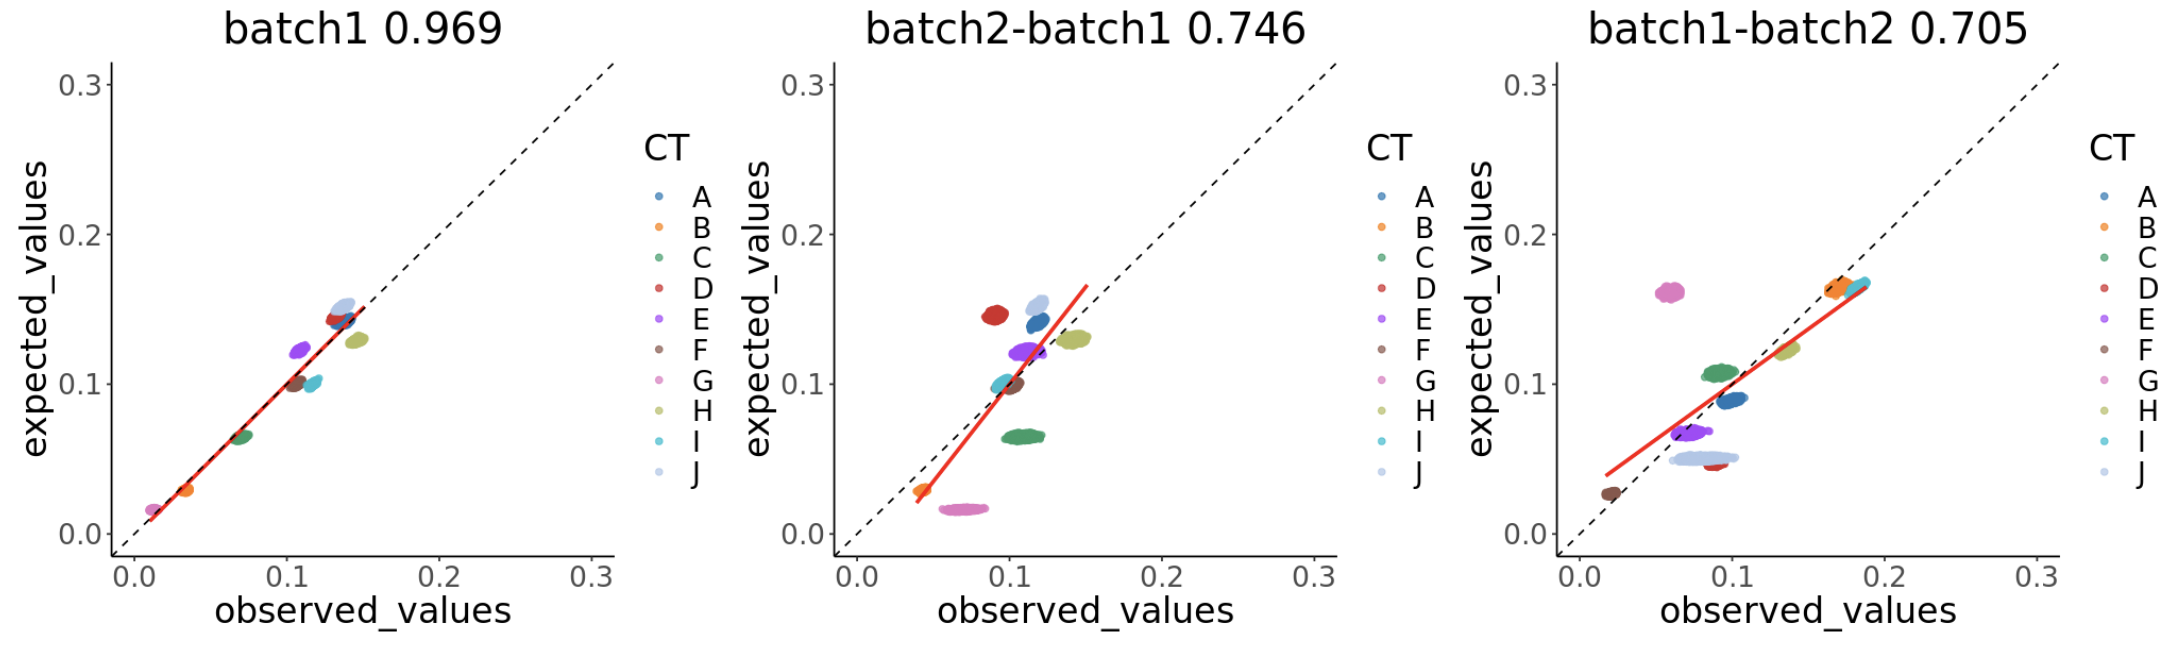 batch1 0.969
expected_values
0.3
0.2
0.1
0.0
0.0 0.1 0.2 0.3
observed_values
CT
A
B
C
D
E
F
G
H
I
J
batch2-batch1 0.746
expected_values
0.3
0.2
0.1
0.0
0.0 0.1 0.2 0.3
observed_values
CT
A
B
C
D
E
F
G
H
I
J
batch1-batch2 0.705
expected_values
0.3
0.2
0.1
0.0
0.0 0.1 0.2 0.3
observed_values
CT
A
B
C
D
E
F
G
H
I
J